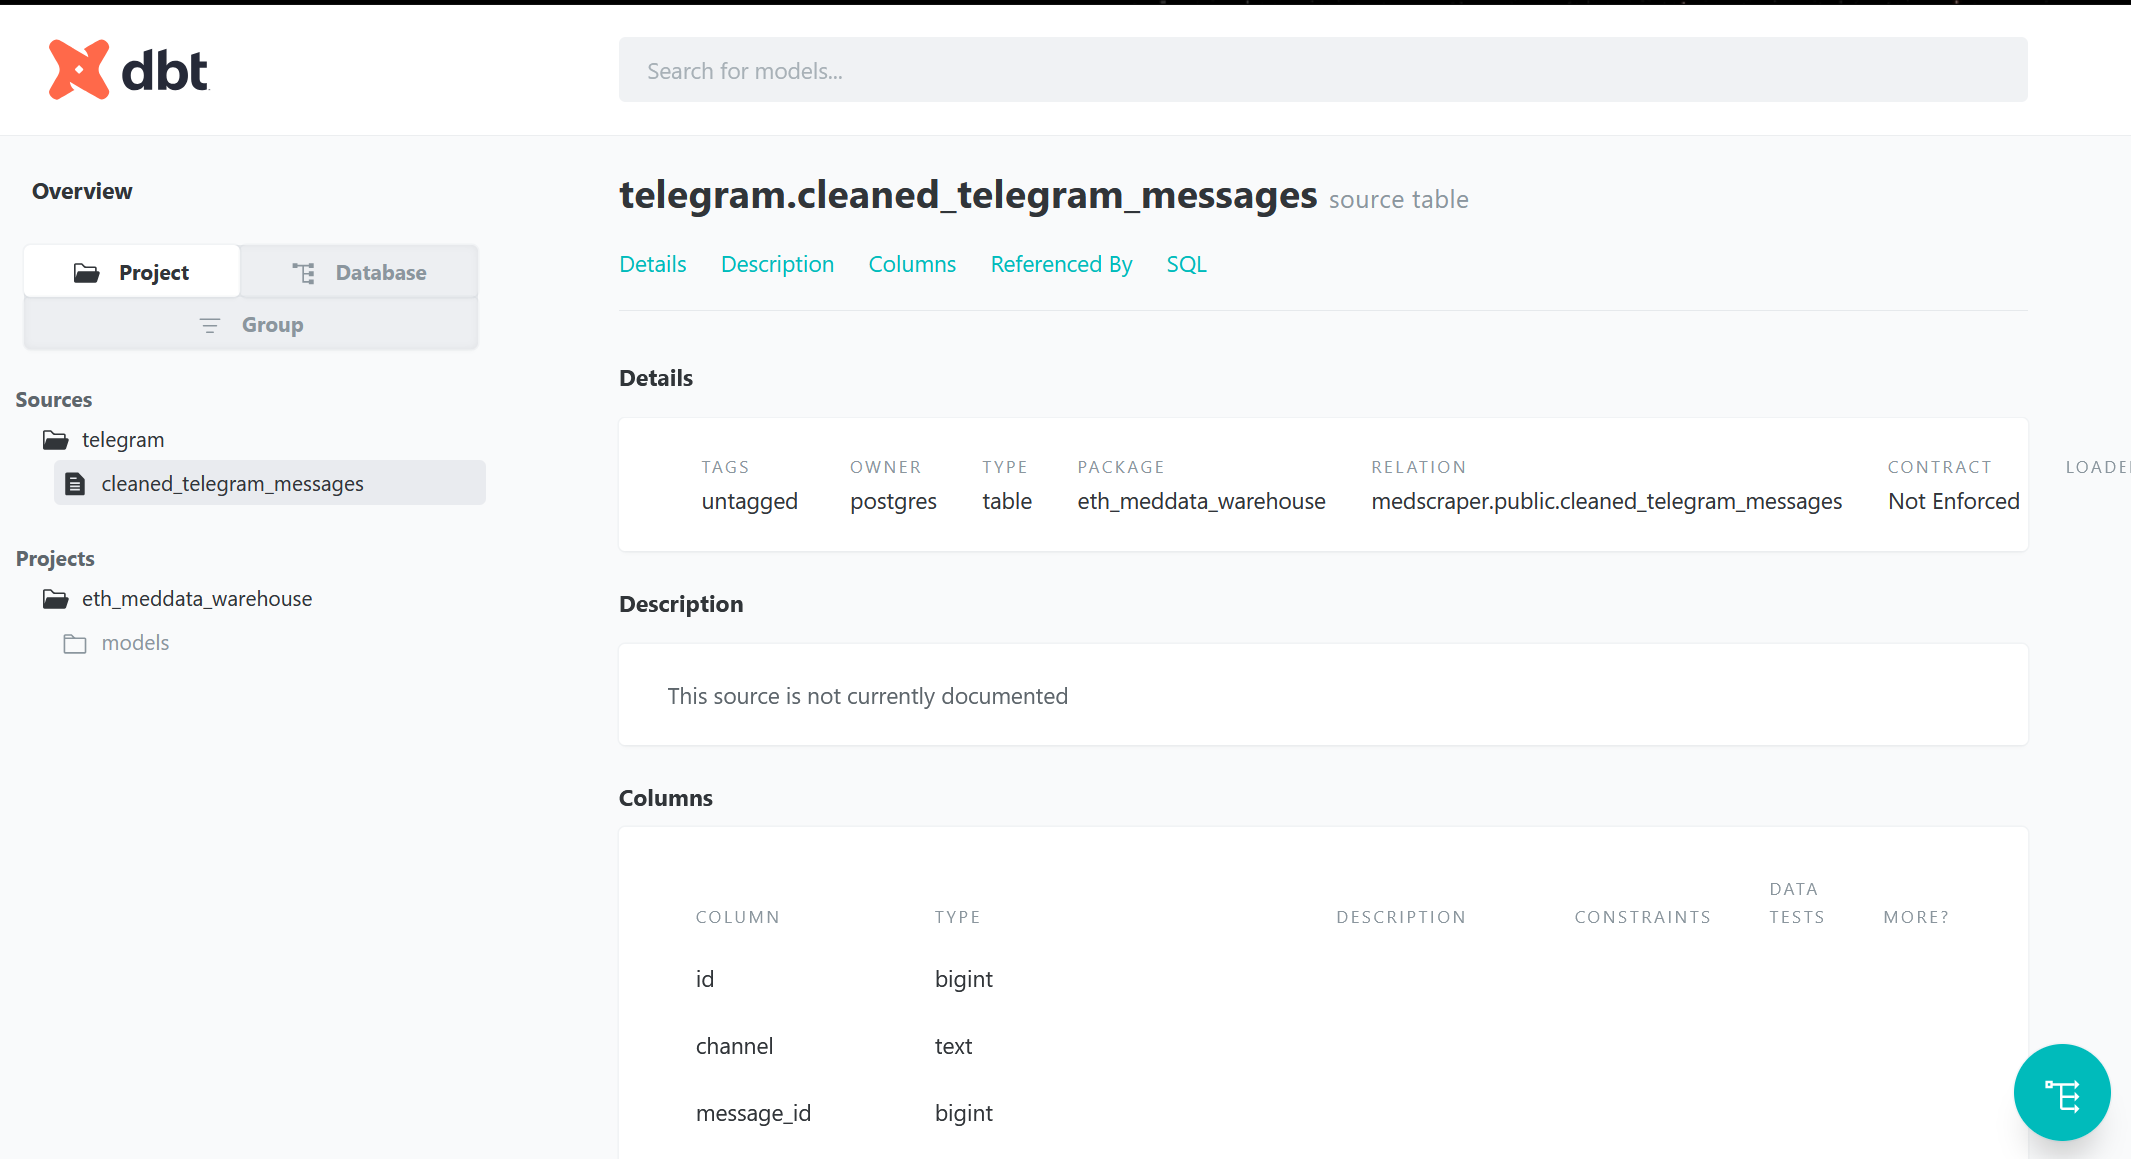 dbt
Search for models...
Overview
Project
Database
Group
Sources
telegram
cleaned_telegram_messages
Projects
eth_meddata_warehouse
models
telegram.cleaned_telegram_messages source table
Details Description Columns Referenced By SQL
Details
TAGS OWNER TYPE PACKAGE RELATION CONTRACT LOADE
untagged postgres table eth_meddata_warehouse medscraper.public.cleaned_telegram_messages Not Enforced
Description
This source is not currently documented
Columns
COLUMN TYPE DESCRIPTION CONSTRAINTS DATA TESTS MORE?
id bigint
channel text
message_id bigint